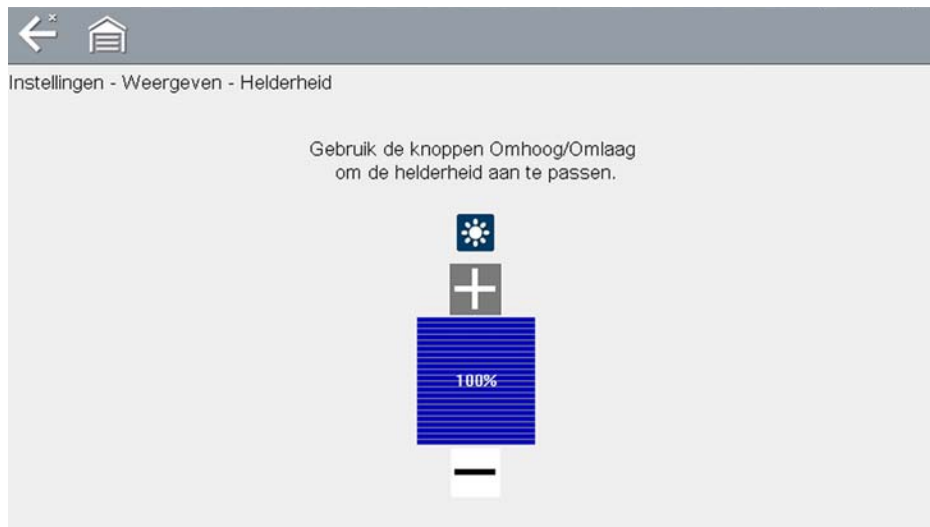 Instellingen - Weergeven - Helderheid
Gebruik de knoppen Omhoog/Omlaag
om de helderheid aan te passen.
100%